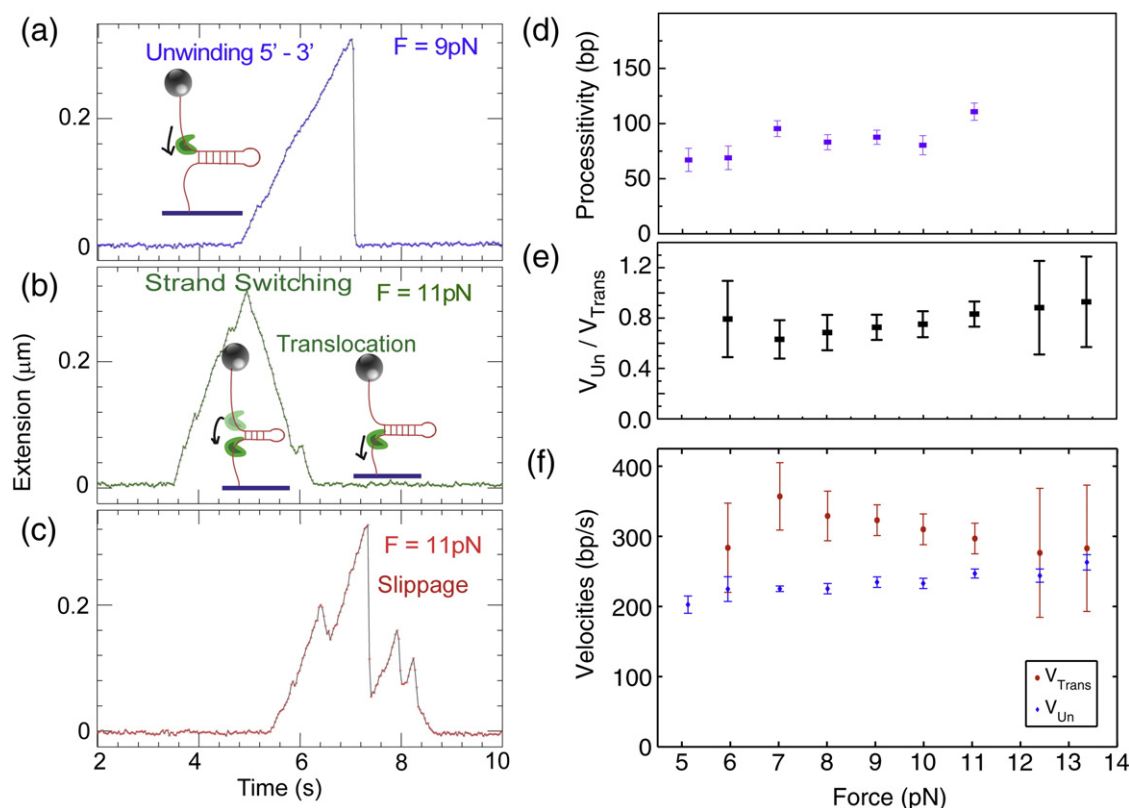 (a)
Unwinding 5' - 3'
F = 9pN
0.2
0
(b)
Strand Switching
F = 11pN
Translocation
0.2
0
(c)
F = 11pN
Slippage
0.2
0
2 4 6 8 10
Time (s)
Extension (μm)
(d)
Processitivity (bp)
150
100
50
0
(e)
V_Un / V_Trans
1.2
0.8
0.4
0.0
(f)
Velocities (bp/s)
400
300
200
100
0
V_Trans
V_Un
5 6 7 8 9 10 11 12 13 14
Force (pN)